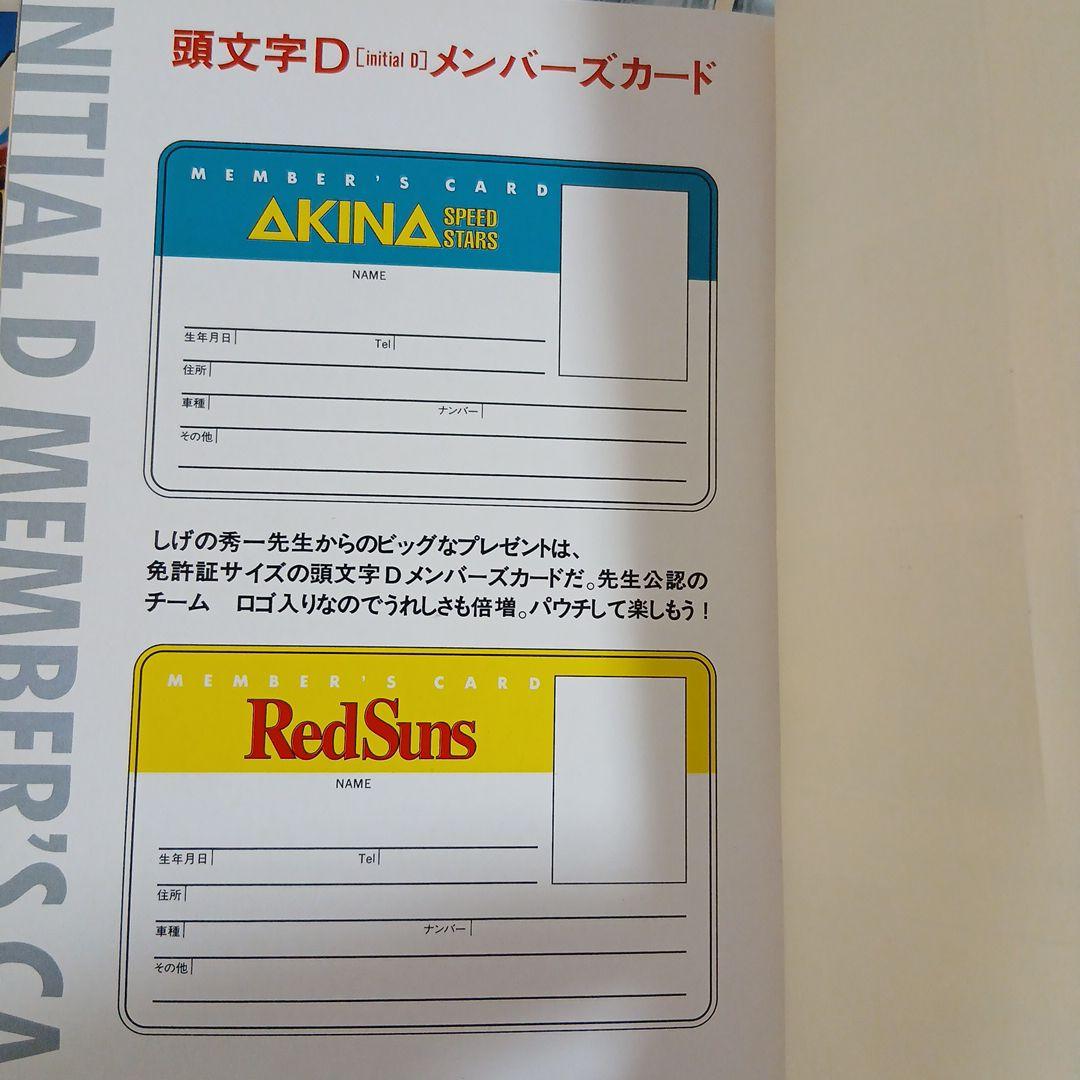 頭文字D[initial D]メンバーズカード
MEMBER'S CARD
AKINA SPEED STARS
NAME
生年月日 Tel
住所
車種 ナンバー
その他
しげの秀一先生からのビッグなプレゼントは、
免許証サイズの頭文字Dメンバーズカードだ。先生公認の
チーム　ロゴ入りなのでうれしさも倍増。パウチして楽しもう!
MEMBER'S CARD
RedSuns
NAME
生年月日 Tel
住所
車種 ナンバー
その他
NITIAL D MEMBER'S CA